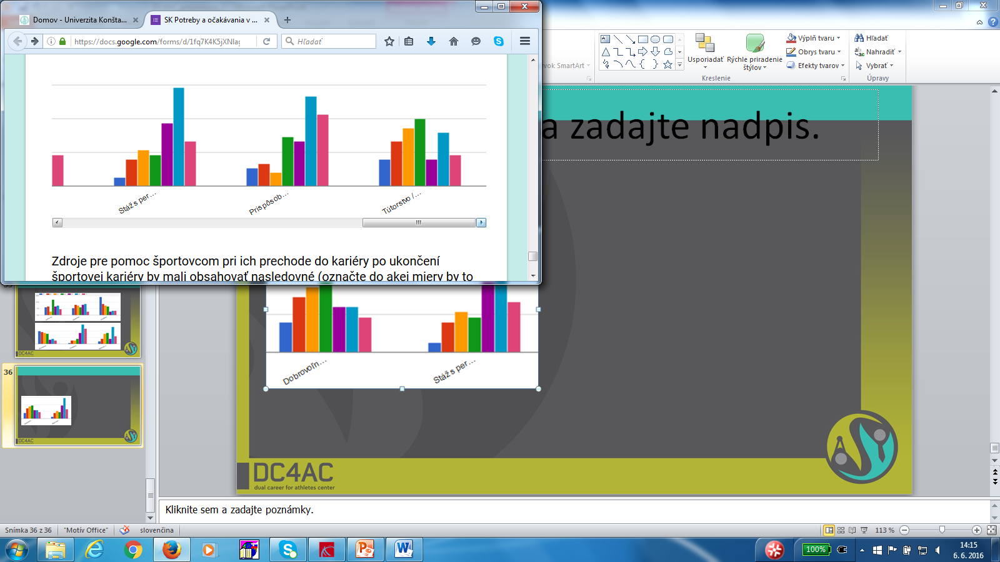 Domov - Univerzita Konšta...
SK Potreby a očakávania v ...
https://docs.google.com/forms/d/1fq7K4K5jXNlag
Hľadať
Stáž s per...
Prispôsob...
Tútorstvo /...
Zdroje pre pomoc športovcom pri ich prechode do kariéry po ukončení
športovej kariéry by mali obsahovať nasledovné (označte do akej miery by to
rvok SmartArt
Usporiadať
Rýchle priradenie
štýlov
Výplň tvaru
Obrys tvaru
Efekty tvarov
Kreslenie
Hľadať
Nahradiť
Vybrať
Úpravy
a zadajte nadpis.
Dobrovoľn...
Stáž s per...
DC4AC
dual career for athletes center
DC4AC
36
DC4AC
Kliknite sem a zadajte poznámky.
Snímka 36 z 36
"Motív Office"
slovenčina
113 %
100%
14:15
6. 6. 2016